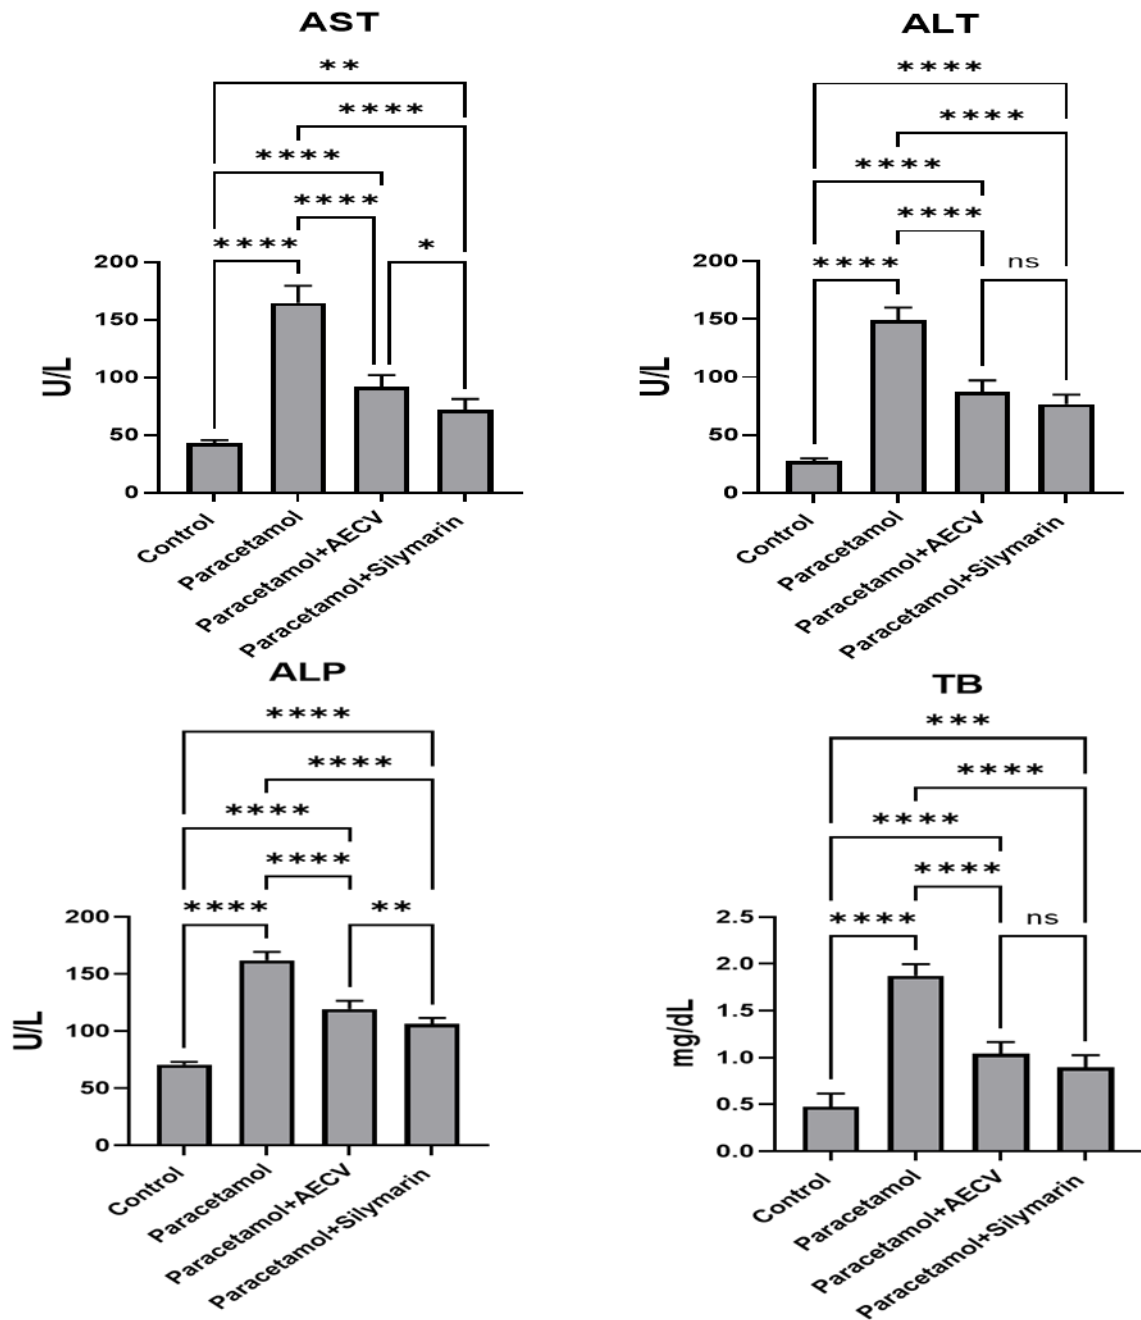 AST
**
****
****
****
****
*
200
150
100
50
0
U/L
Control
Paracetamol
Paracetamol+AECV
Paracetamol+Silymarin
ALT
****
****
****
****
****
ns
200
150
100
50
0
U/L
Control
Paracetamol
Paracetamol+AECV
Paracetamol+Silymarin
ALP
****
****
****
****
****
**
200
150
100
50
0
U/L
Control
Paracetamol
Paracetamol+AECV
Paracetamol+Silymarin
TB
***
****
****
****
****
ns
2.5
2.0
1.5
1.0
0.5
0.0
mg/dL
Control
Paracetamol
Paracetamol+AECV
Paracetamol+Silymarin